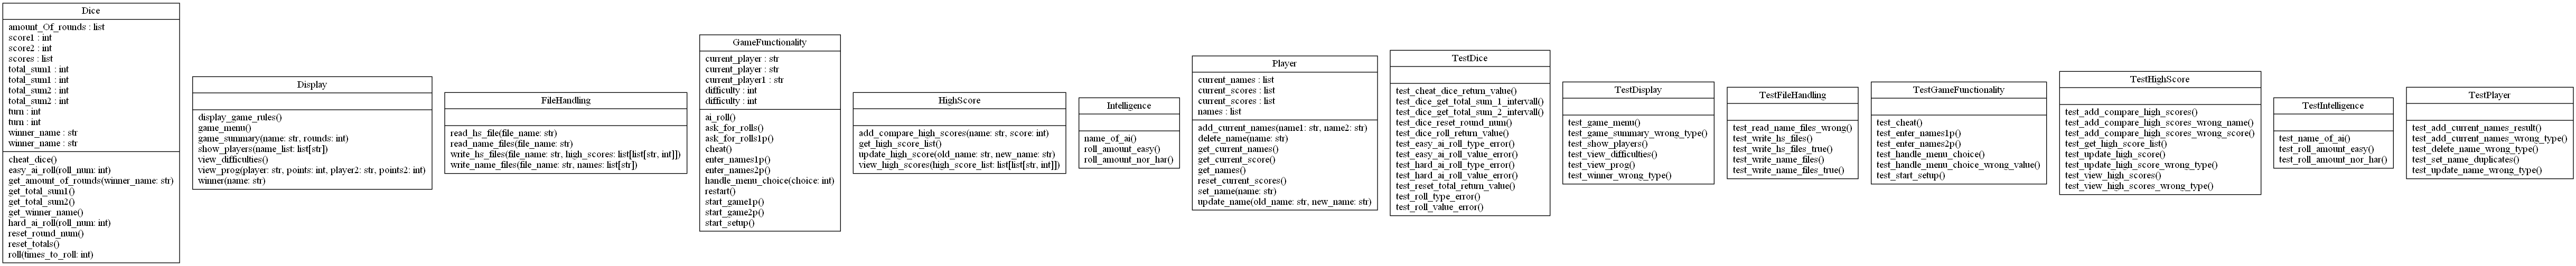 Dice
amount_Of_rounds : list
score1 : int
score2 : int
scores : list
total_sum1 : int
total_sum1 : int
total_sum2 : int
total_sum2 : int
turn : int
turn : int
winner_name : str
winner_name : str
cheat_dice()
easy_ai_roll(roll_num: int)
get_amount_of_rounds(winner_name: str)
get_total_sum1()
get_total_sum2()
get_winner_name()
hard_ai_roll(roll_num: int)
reset_round_num()
reset_totals()
roll(times_to_roll: int)
Display
display_game_rules()
game_menu()
game_summary(name: str, rounds: int)
show_players(name_list: list[str])
view_difficulties()
view_prog(player: str, points: int, player2: str, points2: int)
winner(name: str)
FileHandling
read_hs_file(file_name: str)
read_name_files(file_name: str)
write_hs_files(file_name: str, high_scores: list[list[str, int]])
write_name_files(file_name: str, names: list[str])
GameFunctionality
current_player : str
current_player : str
current_player1 : str
difficulty : int
difficulty : int
ai_roll()
ask_for_rolls()
ask_for_rolls1p()
cheat()
enter_names1p()
enter_names2p()
handle_menu_choice(choice: int)
restart()
start_game1p()
start_game2p()
start_setup()
HighScore
add_compare_high_scores(name: str, score: int)
get_high_score_list()
update_high_score(old_name: str, new_name: str)
view_high_scores(high_score_list: list[list[str, int]])
Intelligence
name_of_ai()
roll_amount_easy()
roll_amount_nor_har()
Player
current_names : list
current_scores : list
current_scores : list
names : list
add_current_names(name1: str, name2: str)
delete_name(name: str)
get_current_names()
get_current_score()
get_names()
reset_current_scores()
set_name(name: str)
update_name(old_name: str, new_name: str)
TestDice
test_cheat_dice_return_value()
test_dice_get_total_sum_1_intervall()
test_dice_get_total_sum_2_intervall()
test_dice_reset_round_num()
test_dice_roll_return_value()
test_easy_ai_roll_type_error()
test_easy_ai_roll_value_error()
test_hard_ai_rol_type_error()
test_hard_ai_roll_value_error()
test_reset_total_return_value()
test_roll_type_error()
test_roll_value_error()
TestDisplay
test_game_menu()
test_game_summary_wrong_type()
test_show_players()
test_view_difficulties()
test_view_prog()
test_winner_wrong_type()
TestFileHandling
test_read_name_files_wrong()
test_write_hs_files()
test_write_hs_files_true()
test_write_name_files()
test_write_name_files_true()
TestGameFunctionality
test_cheat()
test_enter_names1p()
test_enter_names2p()
test_handle_menu_choice()
test_handle_menu_choice_wrong_value()
test_start_setup()
TestHighScore
test_add_compare_high_scores()
test_add_compare_high_scores_wrong_name()
test_add_compare_high_scores_wrong_score()
test_get_high_score_list()
test_update_high_score()
test_update_high_score_wrong_type()
test_view_high_scores()
test_view_high_scores_wrong_type()
TestIntelligence
test_name_of_ai()
test_roll_amount_easy()
test_roll_amount_nor_har()
TestPlayer
test_add_current_names_result()
test_add_current_names_wrong_type()
test_delete_name_wrong_type()
test_set_name_duplicates()
test_update_name_wrong_type()